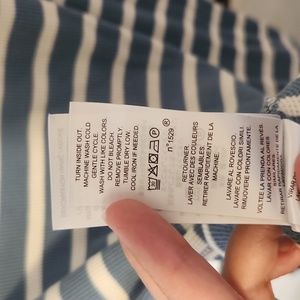 TURN INSIDE OUT.
MACHINE WASH COLD
GENTLE CYCLE.
WASH WITH LIKE COLORS.
DO NOT BLEACH.
REMOVE PROMPTLY
TUMBLE DRY LOW.
COOL IRON IF NEEDED.
n°1529
RETOURNER.
LAVER AVEC DES COULEURS
SEMBLABLES.
RETIRER RAPIDEMENT DE LA
MACHINE.
LAVARE AL ROVESCIO.
LAVARE CON COLORI SIMILI.
RIMUOVERE PRONTAMENTE.
VOLTEE LA PRENDA AL REVÉS.
LAVAR CON COLORES